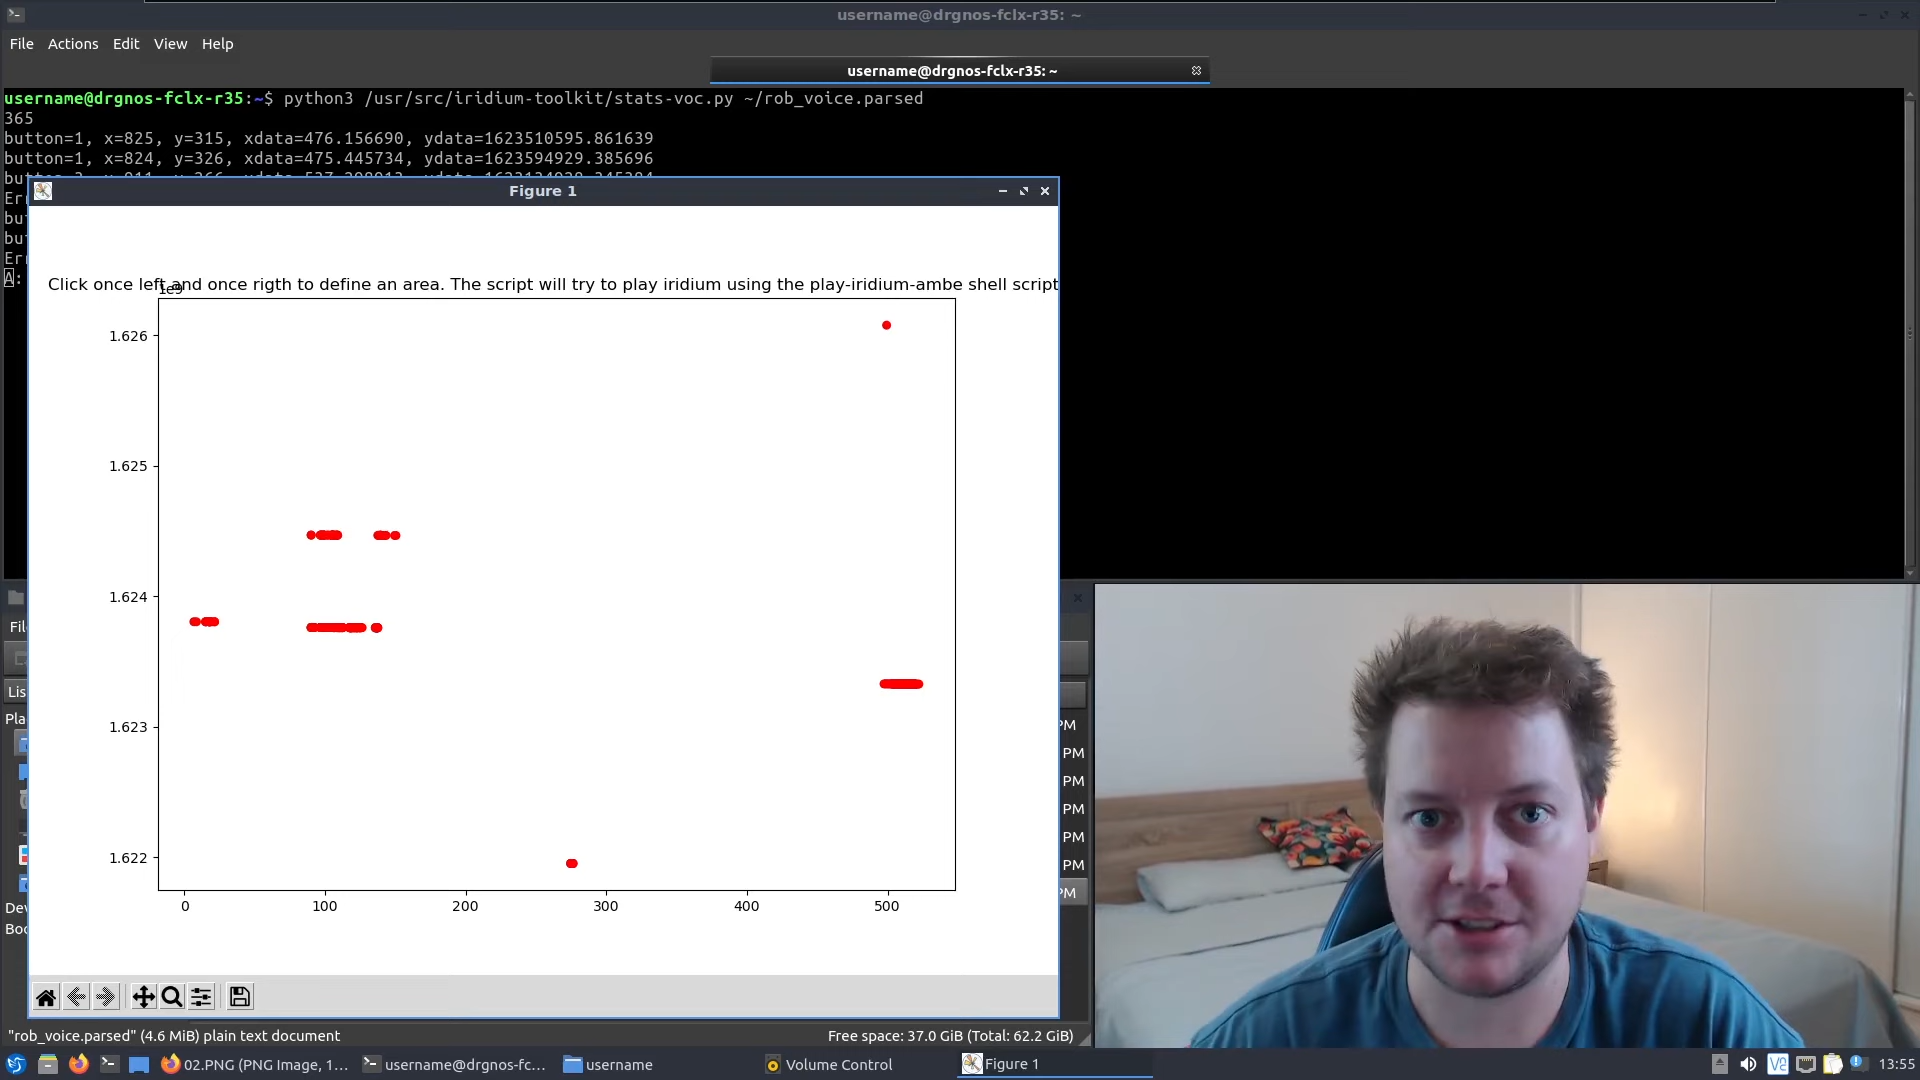 username@drgnos-fclx-r35: ~
File Actions Edit View Help
username@drgnos-fclx-r35: ~
username@drgnos-fclx-r35:~$ python3 /usr/src/iridium-toolkit/stats-voc.py ~/rob_voice.parsed
365
button=1, x=825, y=315, xdata=476.156690, ydata=1623510595.861639
button=1, x=824, y=326, xdata=475.445734, ydata=1623594929.385696
Figure 1
Click once left and once rigth to define an area. The script will try to play iridium using the play-iridium-ambe shell script
1e9
1.626
1.625
1.624
1.623
1.622
0 100 200 300 400 500
PM
PM
PM
PM
PM
PM
"rob_voice.parsed" (4.6 MiB) plain text document
Free space: 37.0 GiB (Total: 62.2 GiB)
02.PNG (PNG Image, 1...
username@drgnos-fc...
username
Volume Control
Figure 1
13:55